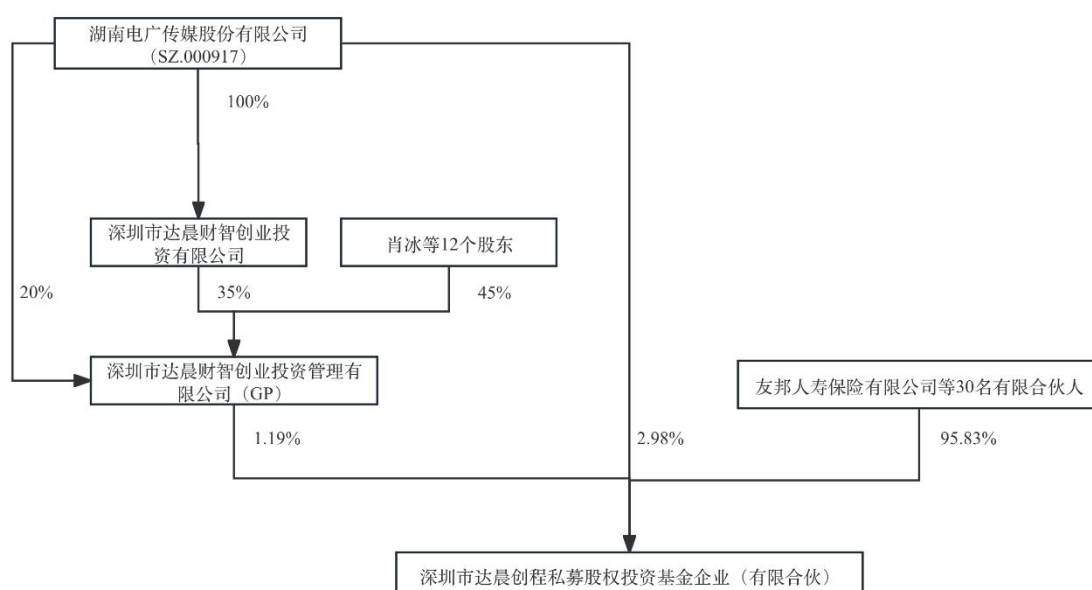 湖南电广传媒股份有限公司
（SZ.000917）
100%
深圳市达晨财智创业投
资有限公司
肖冰等12个股东
20%
35%
45%
深圳市达晨财智创业投资管理有
限公司（GP）
友邦人寿保险有限公司等30名有限合伙人
1.19%
2.98%
95.83%
深圳市达晨创程私募股权投资基金企业（有限合伙）